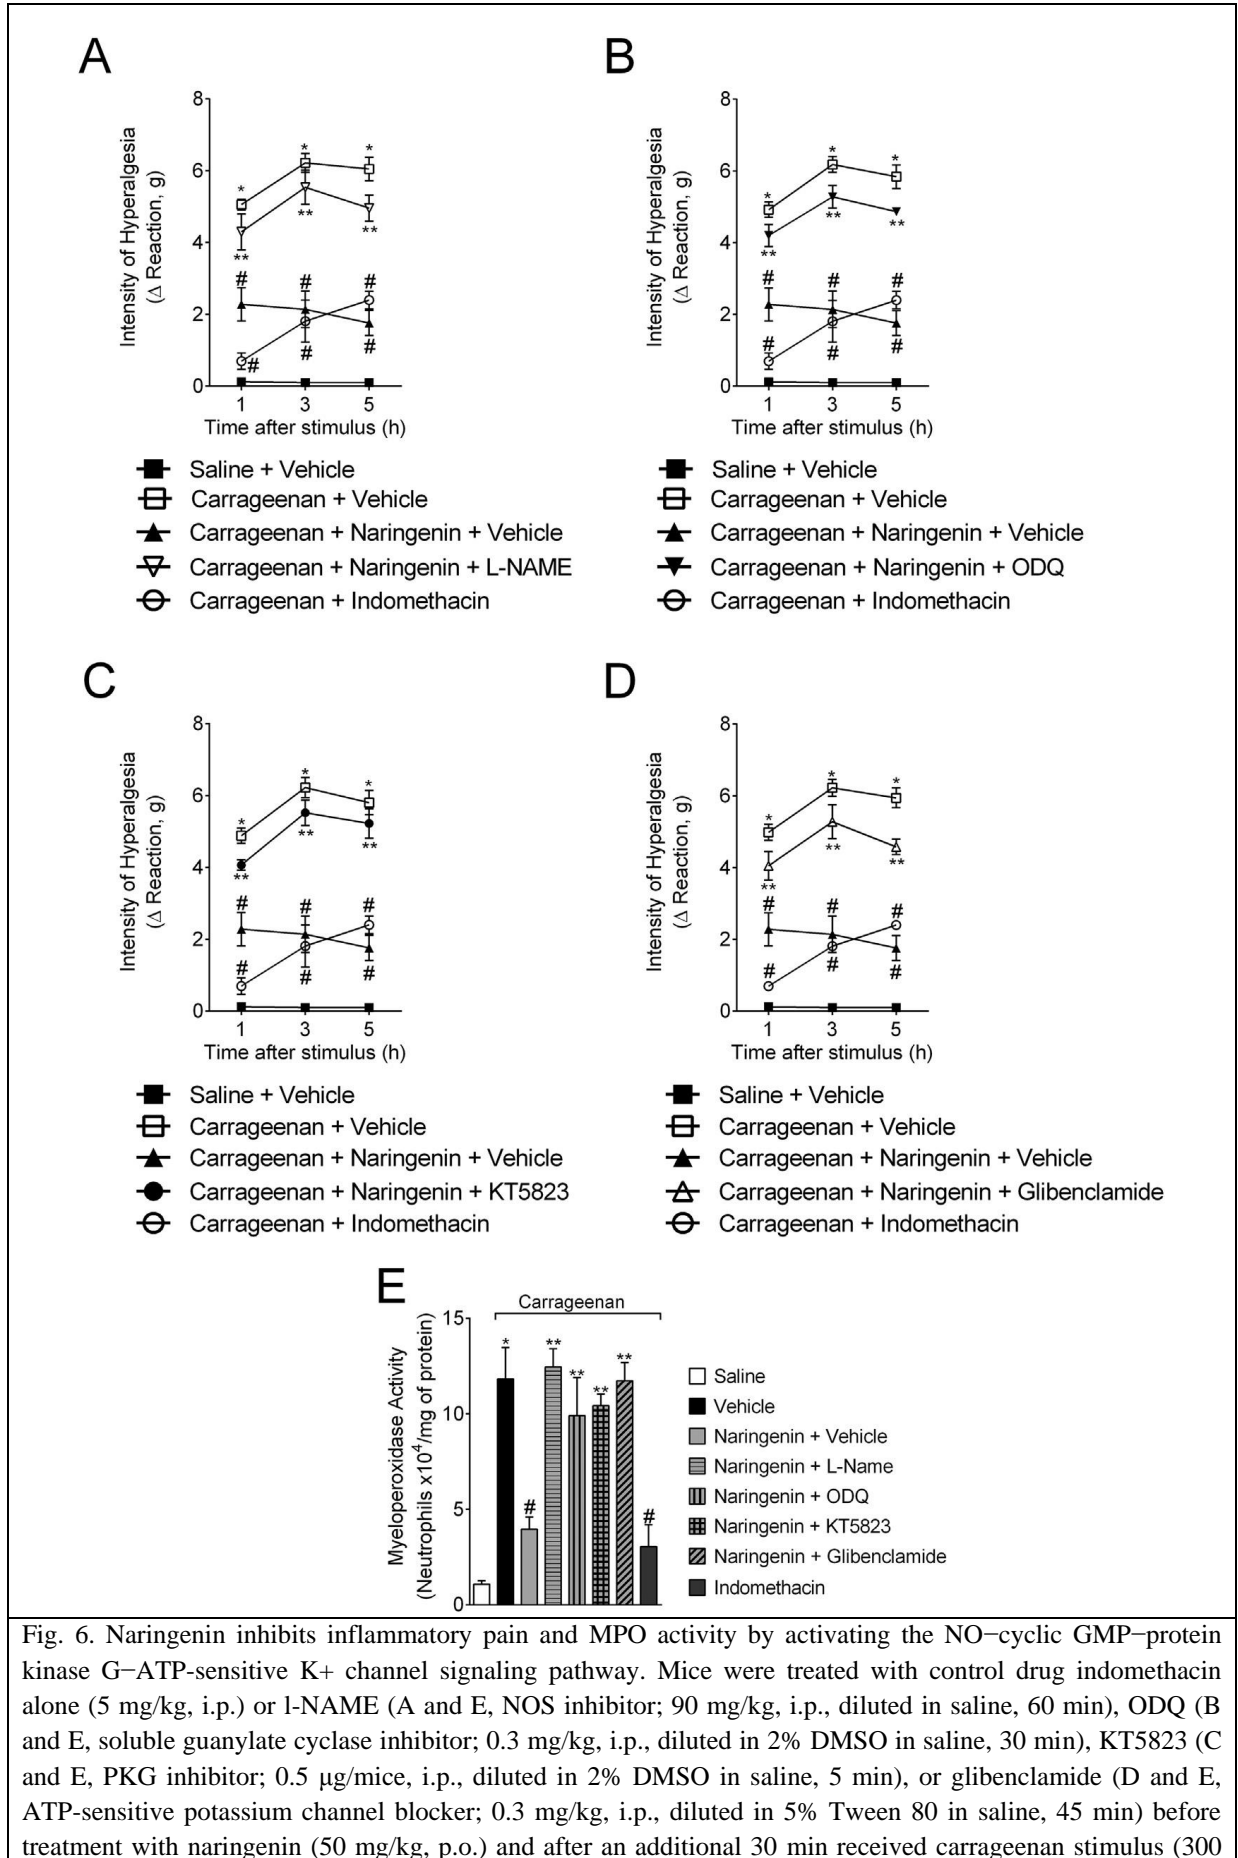 A
8
6
4
2
0
Intensity of Hyperalgesia
(Δ Reaction, g)
*
*
*
**
**
**
#
#
#
#
#
#
1 3 5
Time after stimulus (h)
Saline + Vehicle
Carrageenan + Vehicle
Carrageenan + Naringenin + Vehicle
Carrageenan + Naringenin + L-NAME
Carrageenan + Indomethacin
B
8
6
4
2
0
Intensity of Hyperalgesia
(Δ Reaction, g)
*
*
*
**
**
**
#
#
#
#
#
#
1 3 5
Time after stimulus (h)
Saline + Vehicle
Carrageenan + Vehicle
Carrageenan + Naringenin + Vehicle
Carrageenan + Naringenin + ODQ
Carrageenan + Indomethacin
C
8
6
4
2
0
Intensity of Hyperalgesia
(Δ Reaction, g)
*
*
*
**
**
**
#
#
#
#
#
#
1 3 5
Time after stimulus (h)
Saline + Vehicle
Carrageenan + Vehicle
Carrageenan + Naringenin + Vehicle
Carrageenan + Naringenin + KT5823
Carrageenan + Indomethacin
D
8
6
4
2
0
Intensity of Hyperalgesia
(Δ Reaction, g)
*
*
*
**
**
**
#
#
#
#
#
#
1 3 5
Time after stimulus (h)
Saline + Vehicle
Carrageenan + Vehicle
Carrageenan + Naringenin + Vehicle
Carrageenan + Naringenin + Glibenclamide
Carrageenan + Indomethacin
E
Carrageenan
15
10
5
0
Myeloperoxidase Activity
(Neutrophils x10⁴/mg of protein)
* # ** ** ** ** #
Saline
Vehicle
Naringenin + Vehicle
Naringenin + L-Name
Naringenin + ODQ
Naringenin + KT5823
Naringenin + Glibenclamide
Indomethacin
Fig. 6. Naringenin inhibits inflammatory pain and MPO activity by activating the NO−cyclic GMP−protein
kinase G−ATP-sensitive K+ channel signaling pathway. Mice were treated with control drug indomethacin
alone (5 mg/kg, i.p.) or l-NAME (A and E, NOS inhibitor; 90 mg/kg, i.p., diluted in saline, 60 min), ODQ (B
and E, soluble guanylate cyclase inhibitor; 0.3 mg/kg, i.p., diluted in 2% DMSO in saline, 30 min), KT5823 (C
and E, PKG inhibitor; 0.5 μg/mice, i.p., diluted in 2% DMSO in saline, 5 min), or glibenclamide (D and E,
ATP-sensitive potassium channel blocker; 0.3 mg/kg, i.p., diluted in 5% Tween 80 in saline, 45 min) before
treatment with naringenin (50 mg/kg, p.o.) and after an additional 30 min received carrageenan stimulus (300